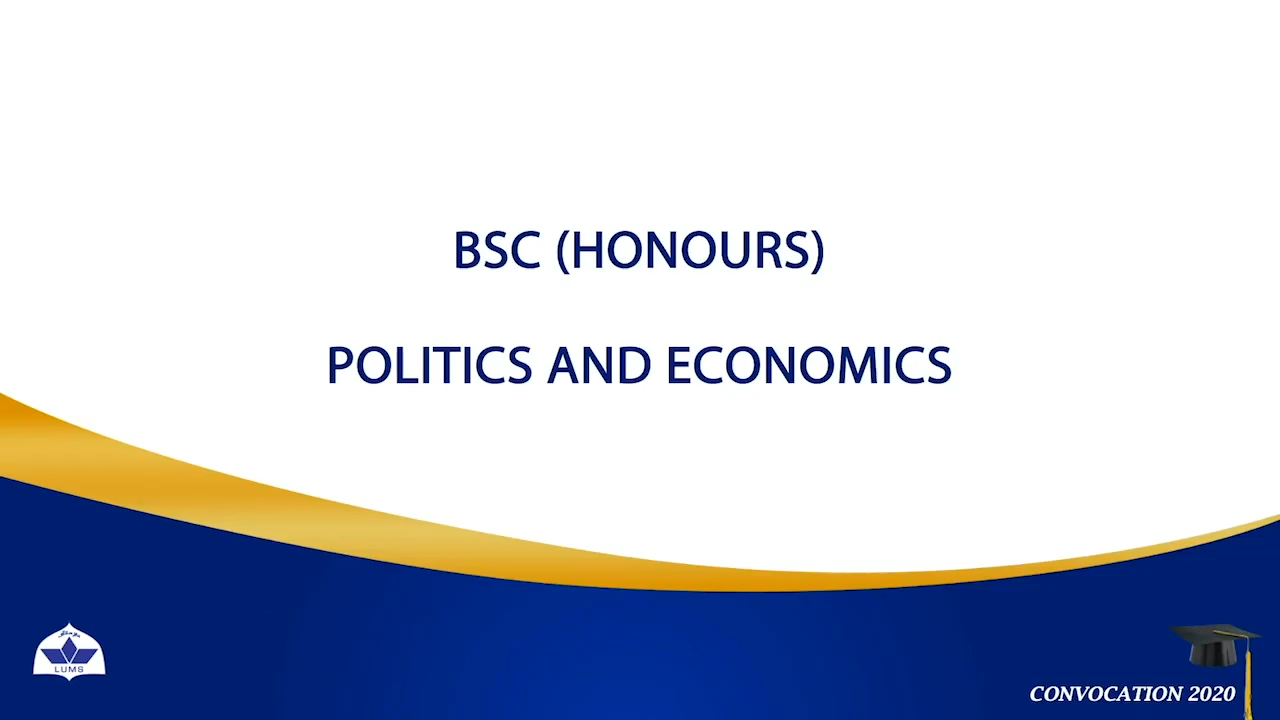 BSC (HONOURS)
POLITICS AND ECONOMICS
LUMS
CONVOCATION 2020